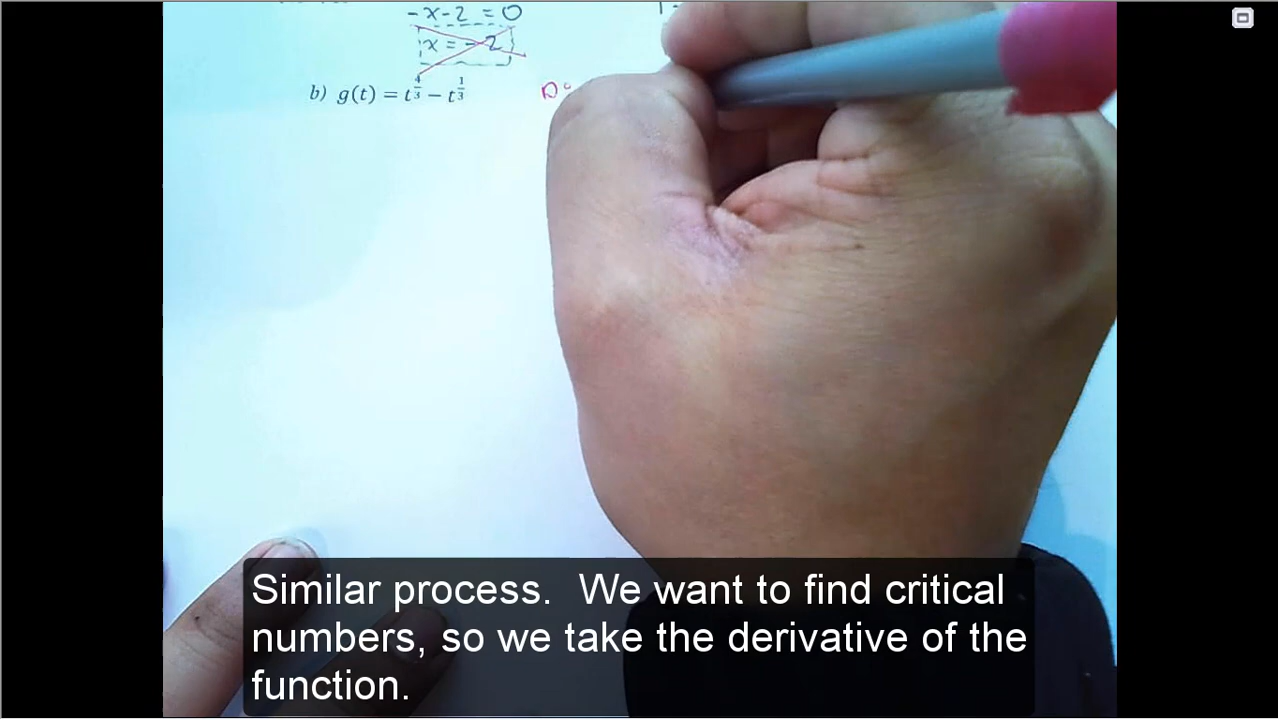 -x-2 = 0
x = -2
b) g(t) = t^{4/3} − t^{1/3}
Similar process. We want to find critical
numbers, so we take the derivative of the
function.